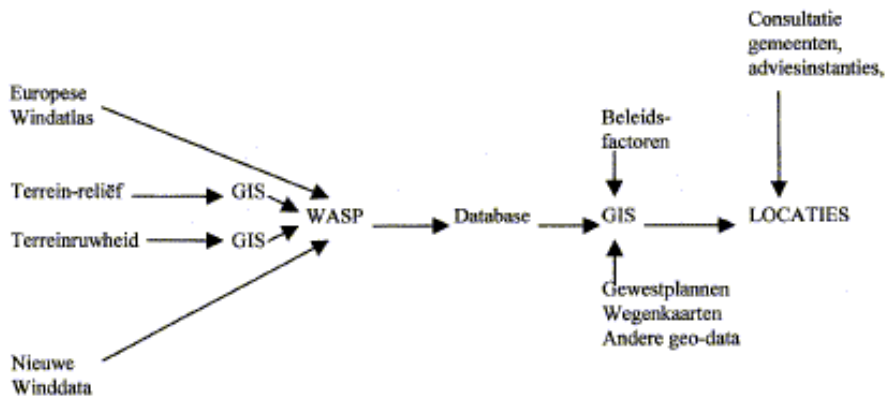 Consultatie
gemeenten,
adviesinstanties,
Europese
Windatlas
Beleids-
factoren
Terrein-reliëf
GIS
WASP
Database
GIS
LOCATIES
Terreinruwheid
GIS
Gewestplannen
Wegenkaarten
Andere geo-data
Nieuwe
Winddata